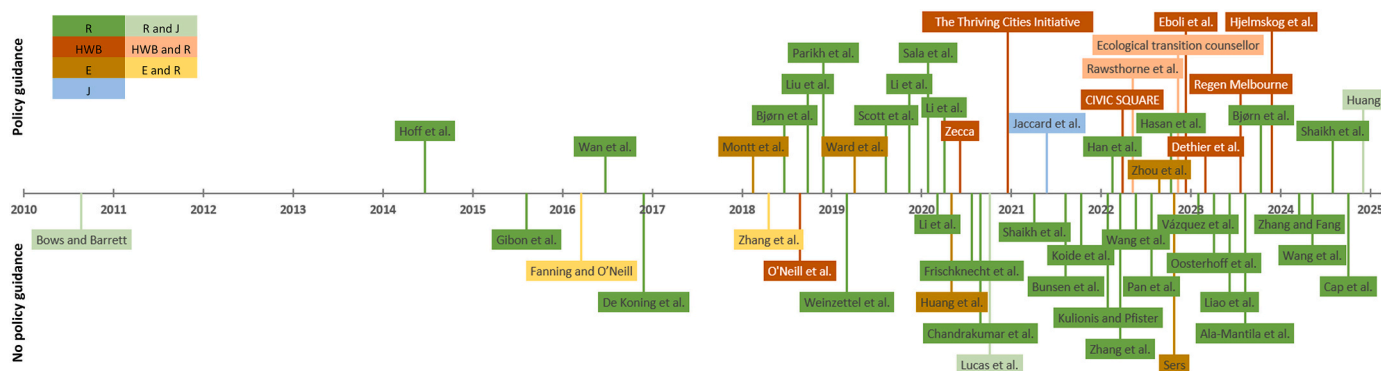 Policy guidance
No policy guidance
R
R and J
HWB
HWB and R
E
E and R
J
The Thriving Cities Initiative
Eboli et al.
Hjelmskog et al.
Parikh et al.
Sala et al.
Ecological transition counsellor
Rawsthorne et al.
Liu et al.
Li et al.
Regen Melbourne
CIVIC SQUARE
Huang
Bjørn et al.
Scott et al.
Li et al.
Jaccard et al.
Hasan et al.
Bjørn et al.
Hoff et al.
Zecca
Shaikh et al.
Wan et al.
Montt et al.
Ward et al.
Han et al.
Dethier et al.
Zhou et al.
2010
2011
2012
2013
2014
2015
2016
2017
2018
2019
2020
2021
2022
2023
2024
2025
Bows and Barrett
Gibon et al.
Zhang et al.
Li et al.
Shaikh et al.
Wang et al.
Vázquez et al.
Zhang and Fang
Koide et al.
Wang et al.
Fanning and O'Neill
O'Neill et al.
Frischknecht et al.
Oosterhoff et al.
Bunsen et al.
Pan et al.
Cap et al.
De Koning et al.
Weinzettel et al.
Huang et al.
Liao et al.
Kulionis and Pfister
Chandrakumar et al.
Ala-Mantila et al.
Zhang et al.
Lucas et al.
Sers